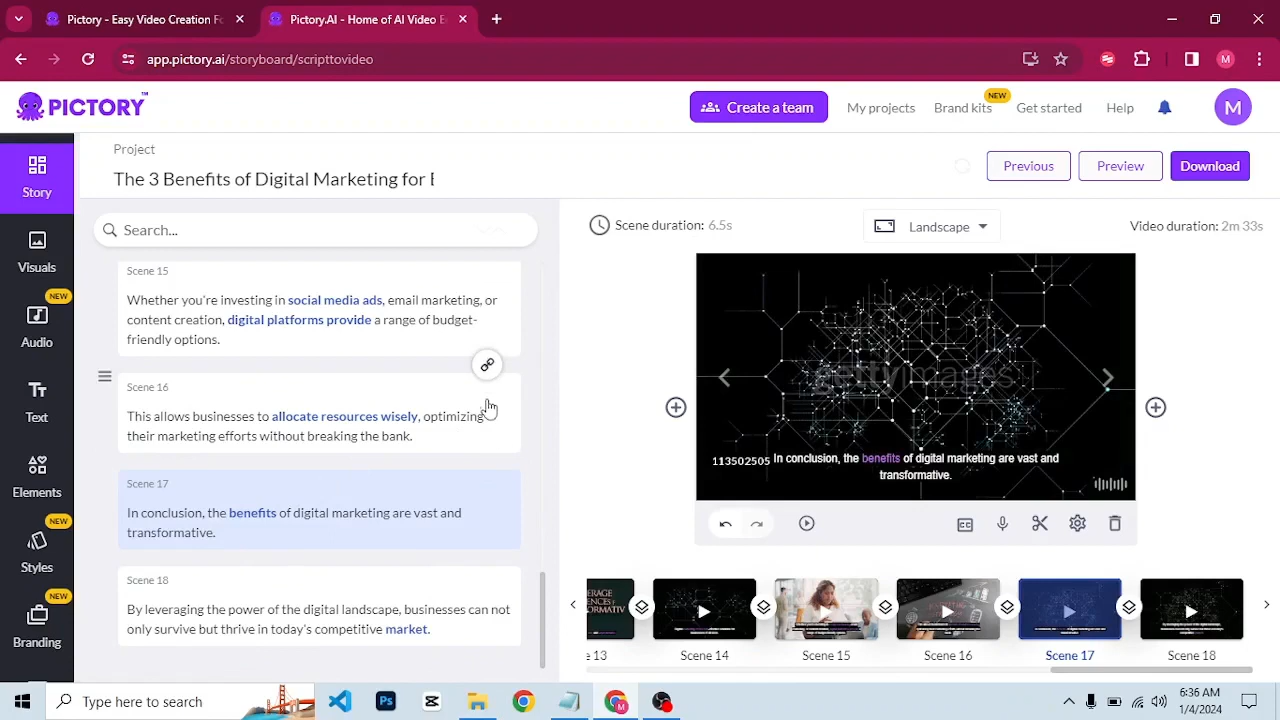 Pictory - Easy Video Creation Fo
Pictory.AI - Home of AI Video E
app.pictory.ai/storyboard/scripttovideo
M
PICTORY™
Create a team
My projects
NEW
Brand kits
Get started
Help
M
Project
The 3 Benefits of Digital Marketing for E
Previous
Preview
Download
Story
Visuals
NEW
Audio
Text
Elements
NEW
Styles
NEW
Branding
Search...
Scene 15
Whether you're investing in social media ads, email marketing, or
content creation, digital platforms provide a range of budget-
friendly options.
Scene 16
This allows businesses to allocate resources wisely, optimizing
their marketing efforts without breaking the bank.
Scene 17
In conclusion, the benefits of digital marketing are vast and
transformative.
Scene 18
By leveraging the power of the digital landscape, businesses can not
only survive but thrive in today's competitive market.
Scene duration: 6.5s
Landscape
Video duration: 2m 33s
gettyimages
113502505
In conclusion, the benefits of digital marketing are vast and
transformative.
CC
e 13
Scene 14
Scene 15
Scene 16
Scene 17
Scene 18
Type here to search
6:36 AM
1/4/2024